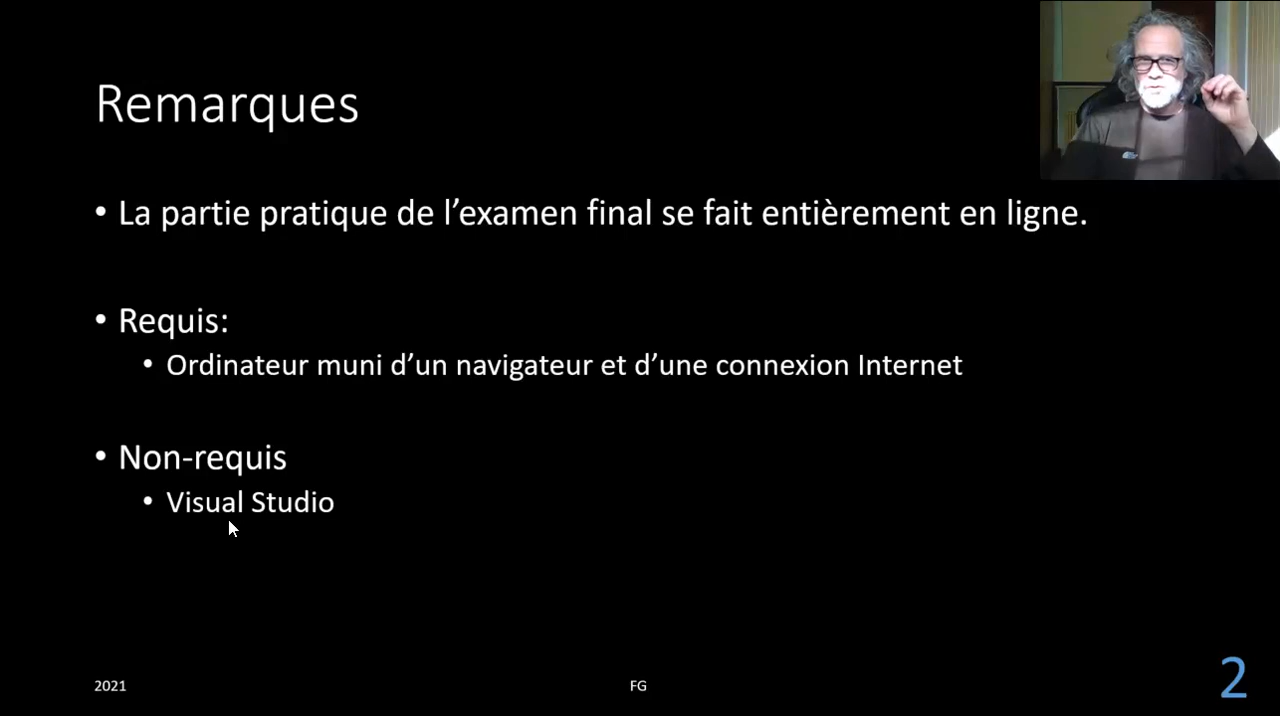 Remarques
• La partie pratique de l’examen final se fait entièrement en ligne.
• Requis:
• Ordinateur muni d’un navigateur et d’une connexion Internet
• Non-requis
• Visual Studio
2021
FG
2